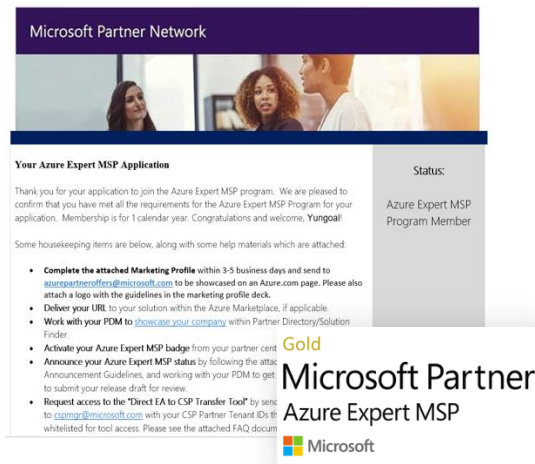 Microsoft Partner Network
Your Azure Expert MSP Application
Thank you for your application to join the Azure Expert MSP program. We are pleased to
confirm that you have met all the requirements for the Azure Expert MSP Program for your
application. Membership is for 1 calendar year. Congratulations and welcome, Yungoal!
Some housekeeping items are below, along with some help materials which are attached:
• Complete the attached Marketing Profile within 3-5 business days and send to
azurepartneroffers@microsoft.com to be showcased on an Azure.com page. Please also
attach a logo with the guidelines in the marketing profile deck.
• Deliver your URL to your solution within the Azure Marketplace, if applicable.
• Work with your PDM to showcase your company within Partner Directory/Solution
Finder.
• Activate your Azure Expert MSP badge from your partner cent
• Announce your Azure Expert MSP status by following the attac
Announcement Guidelines, and working with your PDM to get
to submit your release draft for review.
• Request access to the "Direct EA to CSP Transfer Tool" by send
to cspmgr@microsoft.com with your CSP Partner Tenant IDs th
whitelisted for tool access. Please see the attached FAQ docum
Status:
Azure Expert MSP
Program Member
Gold
Microsoft Partner
Azure Expert MSP
Microsoft